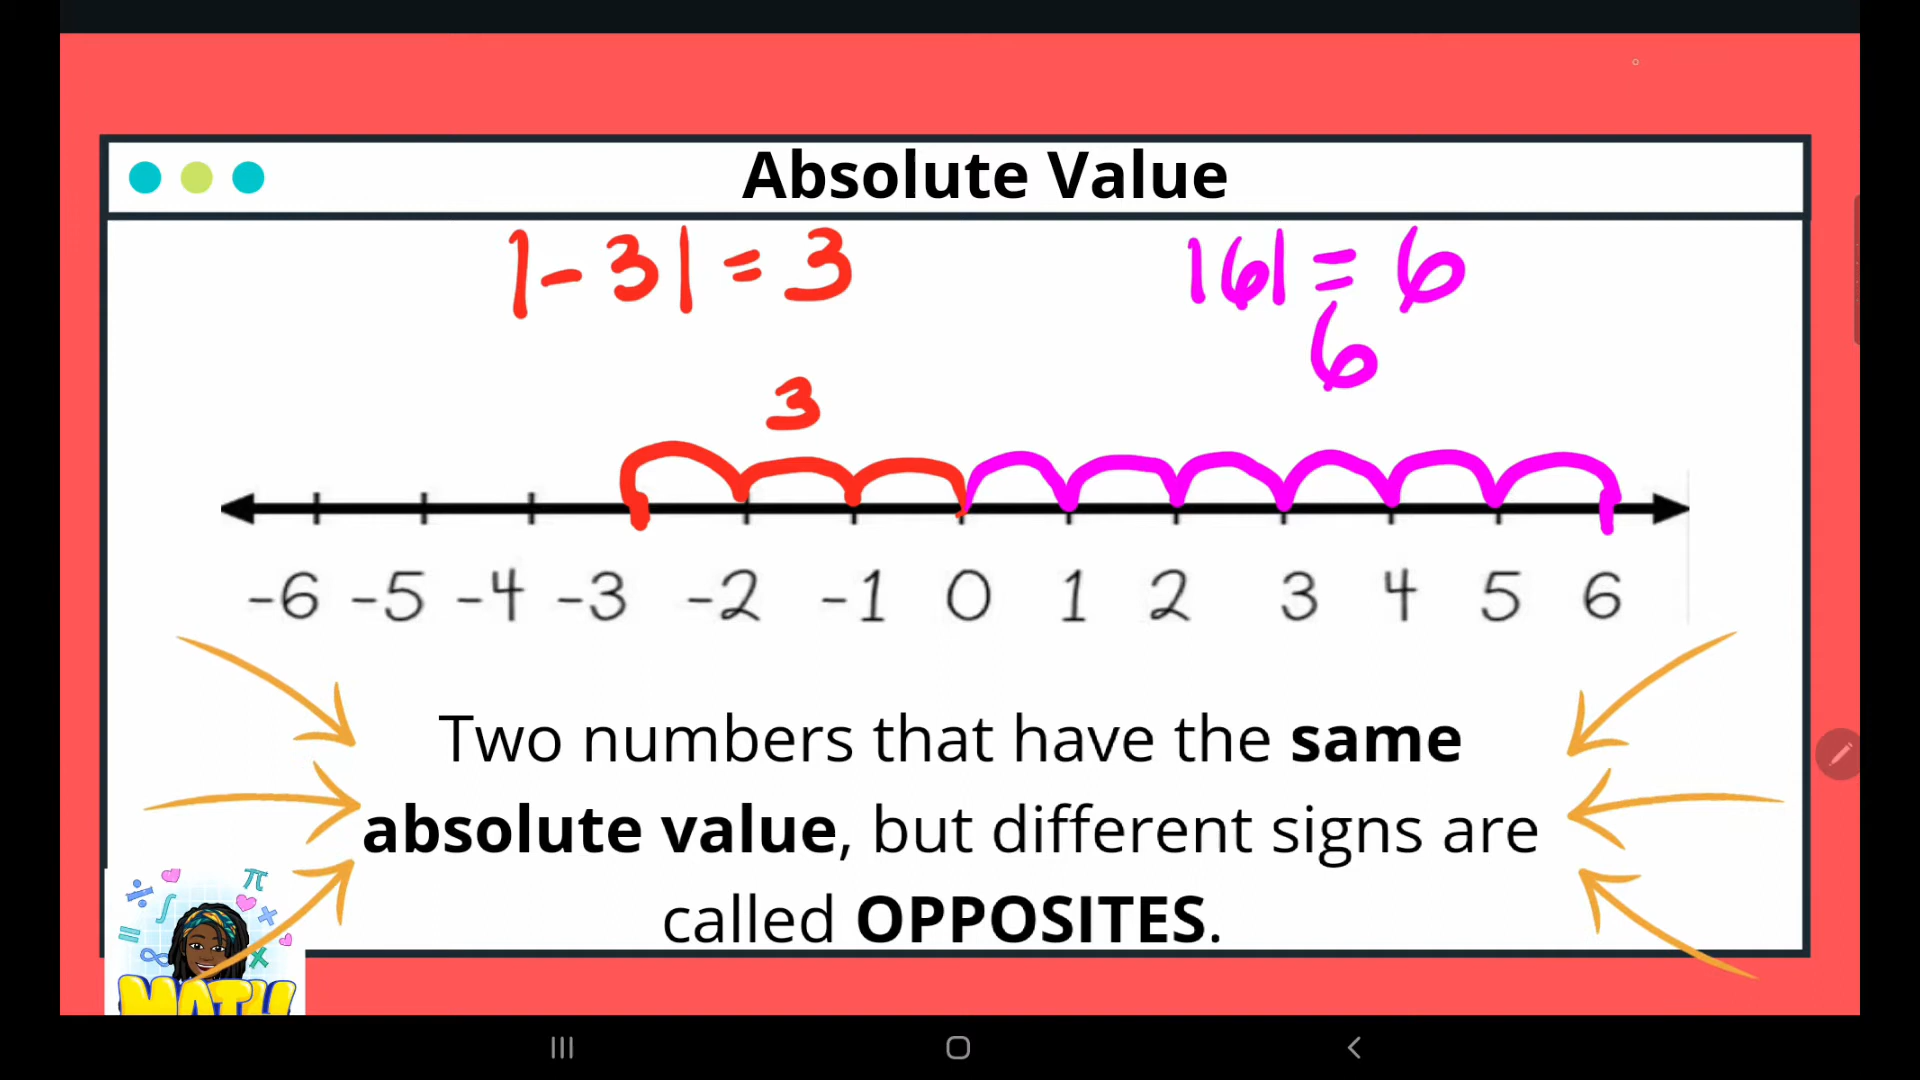 Absolute Value
|-3| = 3
|6| = 6
6
3
-6 -5 -4 -3 -2 -1 0 1 2 3 4 5 6
Two numbers that have the same
absolute value, but different signs are
called OPPOSITES.
÷ π
∫ ×
=
∞ ×
MATH